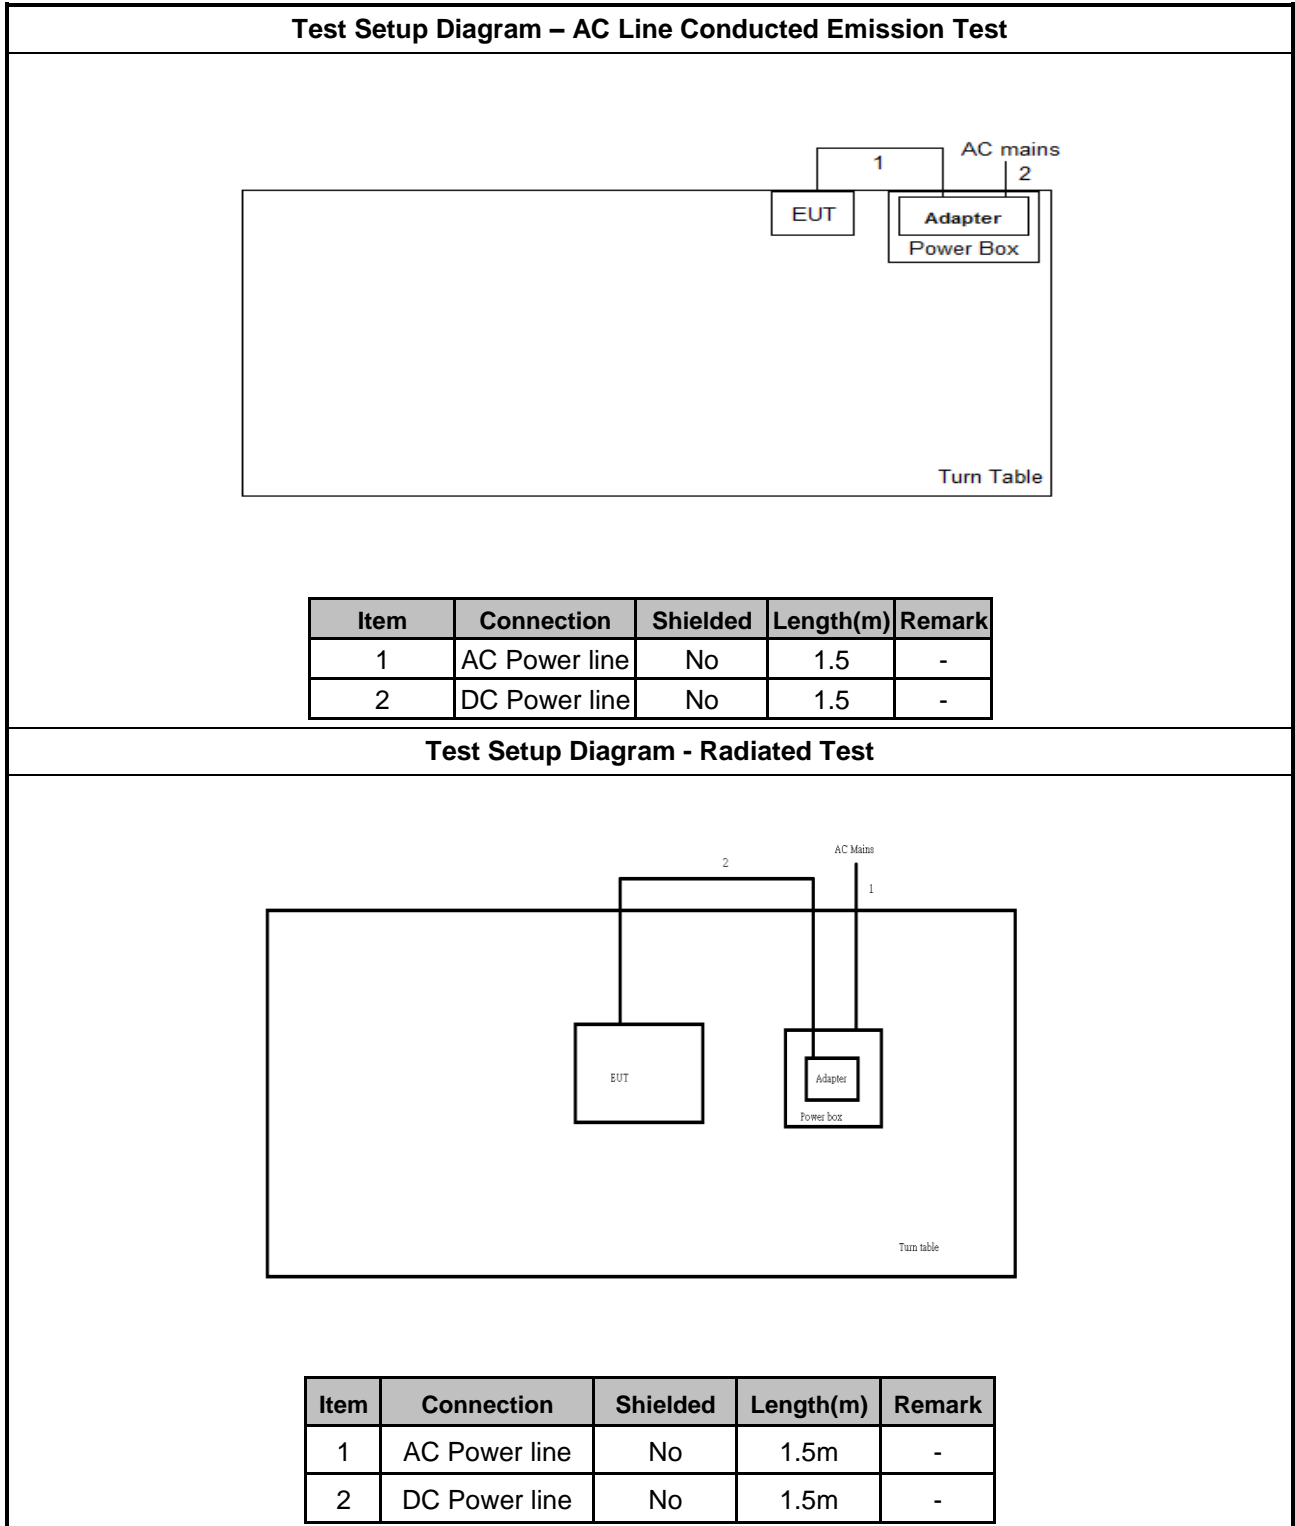 Test Setup Diagram – AC Line Conducted Emission Test
AC mains
1
2
EUT
Adapter
Power Box
Turn Table
Item Connection Shielded Length(m) Remark
1 AC Power line No 1.5 -
2 DC Power line No 1.5 -
Test Setup Diagram - Radiated Test
AC Mains
2
1
EUT
Adapter
Power box
Turn table
Item Connection Shielded Length(m) Remark
1 AC Power line No 1.5m -
2 DC Power line No 1.5m -